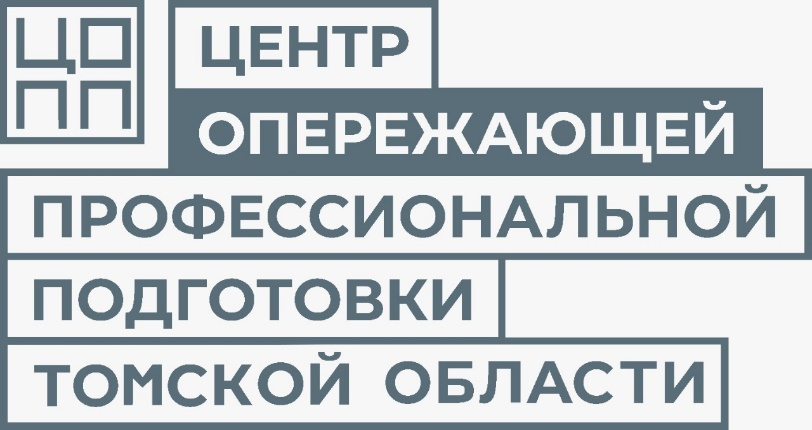 ЦО
ПП
ЦЕНТР
ОПЕРЕЖАЮЩЕЙ
ПРОФЕССИОНАЛЬНОЙ
ПОДГОТОВКИ
ТОМСКОЙ ОБЛАСТИ